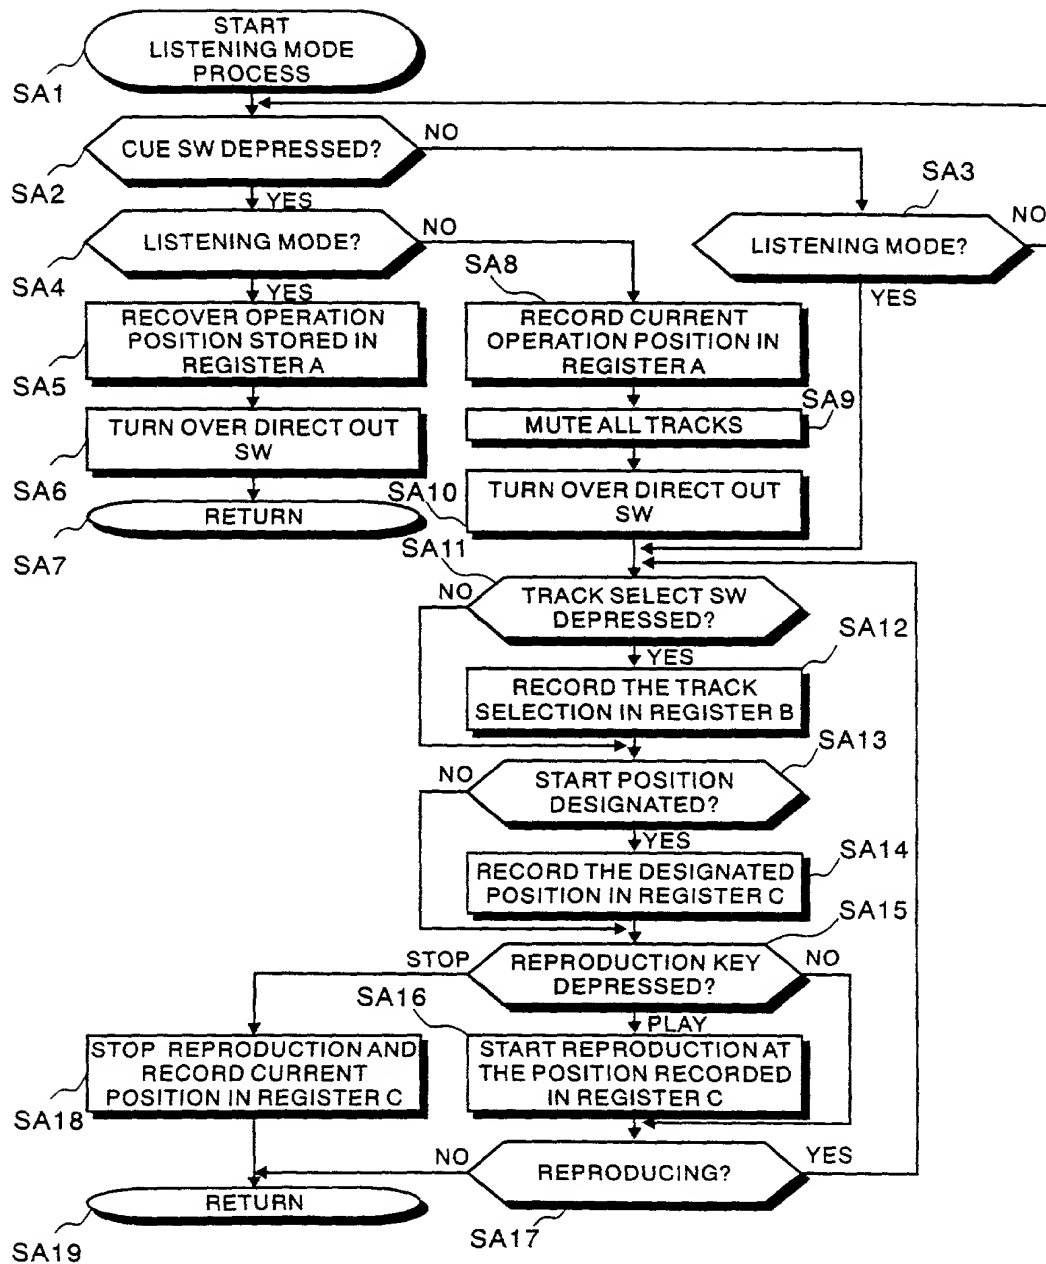 START
LISTENING MODE
PROCESS
SA1
CUE SW DEPRESSED?
NO
SA2
YES
SA3
LISTENING MODE?
NO
YES
LISTENING MODE?
NO
SA4
YES
RECOVER OPERATION
POSITION STORED IN
REGISTER A
SA5
TURN OVER DIRECT OUT
SW
SA6
RETURN
SA7
SA8
RECORD CURRENT
OPERATION POSITION IN
REGISTER A
SA9
MUTE ALL TRACKS
SA10
TURN OVER DIRECT OUT
SW
SA11
NO
TRACK SELECT SW
DEPRESSED?
YES
SA12
RECORD THE TRACK
SELECTION IN REGISTER B
SA13
NO
START POSITION
DESIGNATED?
YES
SA14
RECORD THE DESIGNATED
POSITION IN REGISTER C
SA15
STOP
REPRODUCTION KEY
DEPRESSED?
NO
SA16
PLAY
START REPRODUCTION AT
THE POSITION RECORDED
IN REGISTER C
STOP REPRODUCTION AND
RECORD CURRENT
POSITION IN REGISTER C
SA18
NO
REPRODUCING?
YES
SA17
RETURN
SA19